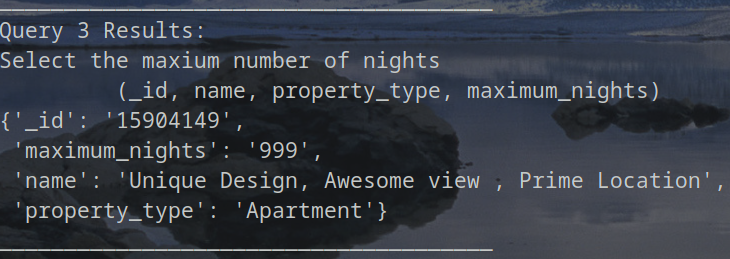 Query 3 Results:
Select the maxium number of nights
(_id, name, property_type, maximum_nights)
{'_id': '15904149',
'maximum_nights': '999',
'name': 'Unique Design, Awesome view , Prime Location',
'property_type': 'Apartment'}